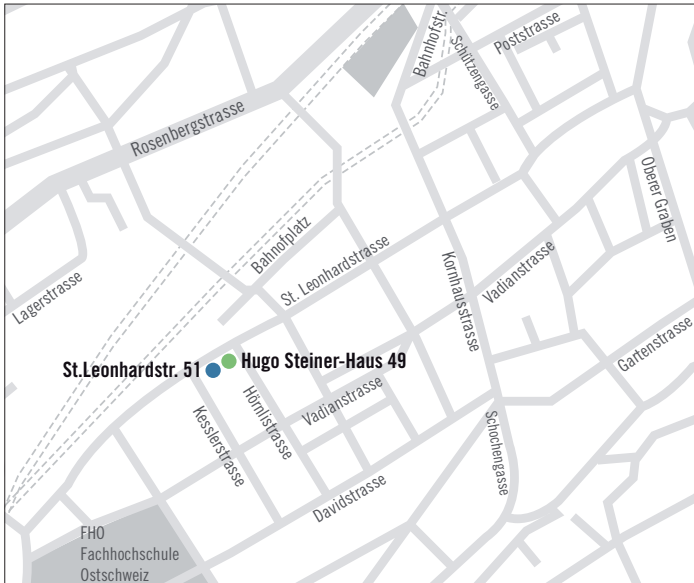 Bahnhofstr.
Schützengasse
Poststrasse
Rosenbergstrasse
Oberer Graben
Bahnofplatz
St. Leonhardstrasse
Kornhausstrasse
Vadianstrasse
Lagerstrasse
Gartenstrasse
St.Leonhardstr. 51
Hugo Steiner-Haus 49
Kesslerstrasse
Hörnlistrasse
Vadianstrasse
Schochengasse
Davidstrasse
FHO
Fachhochschule
Ostschweiz